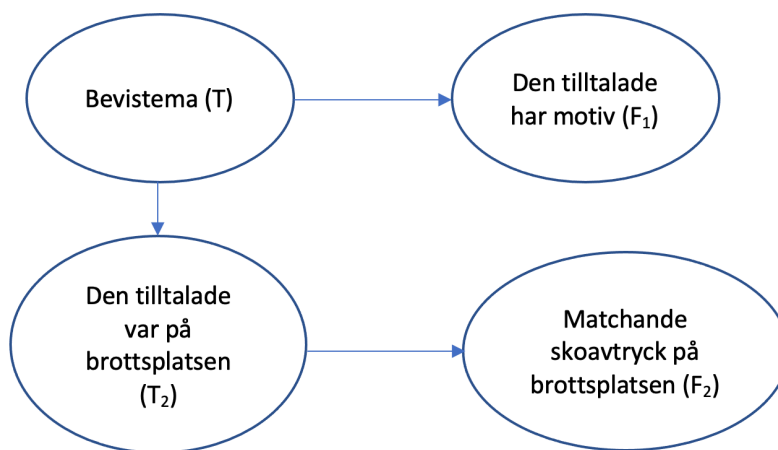 Bevistema (T)
Den tilltalade
har motiv (F₁)
Den tilltalade
var på
brottsplatsen
(T₂)
Matchande
skoavtryck på
brottsplatsen (F₂)